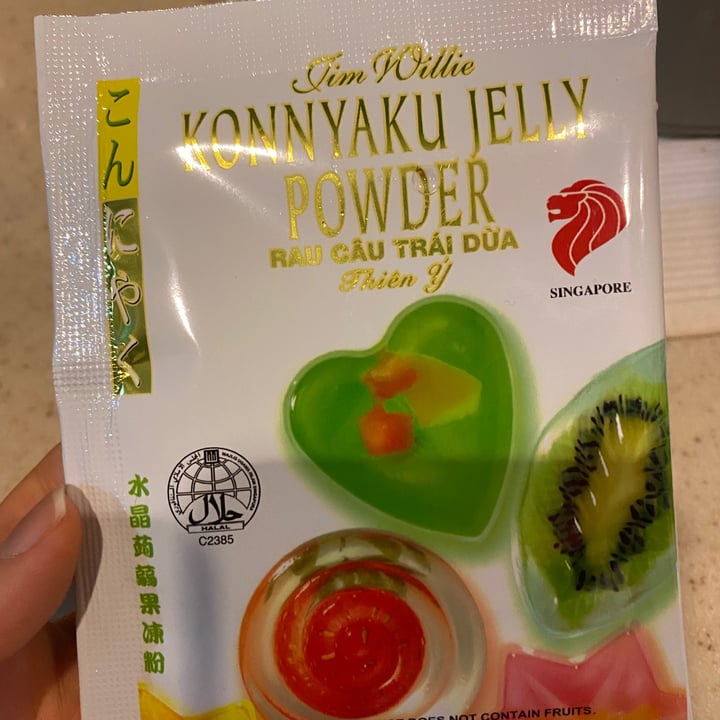 Jim Willie
KONNYAKU JELLY
POWDER
RAU CÂU TRÁI DỪA
Thiên Ý
こんにゃく
SINGAPORE
حلال
HALAL
C2385
水晶蒟蒻果凍粉
DOES NOT CONTAIN FRUITS.